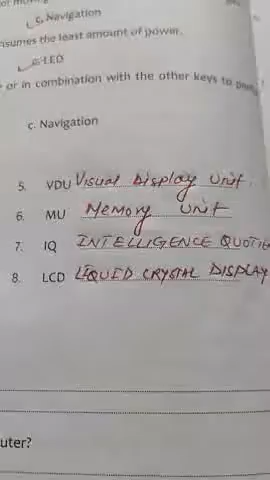 c. Navigation
nsumes the least amount of power.
c. LED
or in combination with the other keys to
c. Navigation
5. VDU Visual Display Unit.
6. MU Memory Unit
7. IQ INTELLIGENCE QUOTIE
8. LCD LIQUID CRYSTAL DISPLAY
uter?